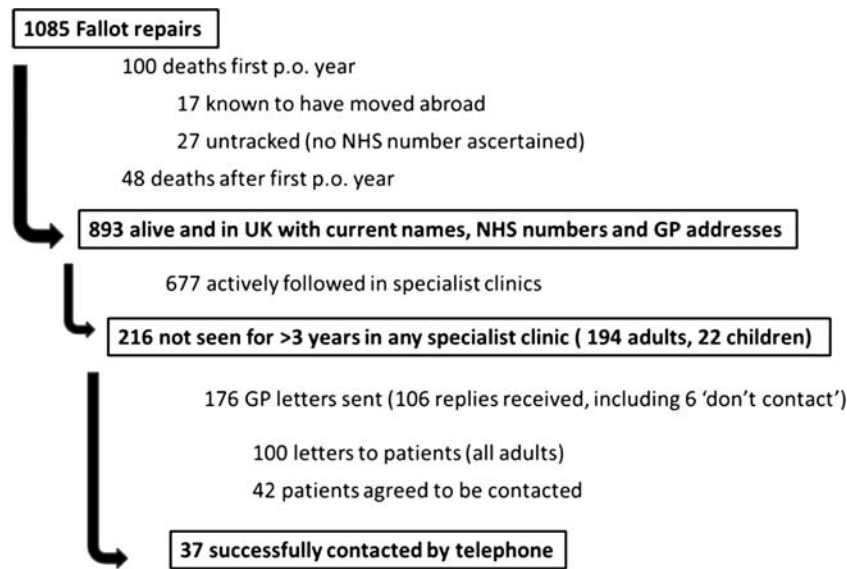 1085 Fallot repairs
100 deaths first p.o. year
17 known to have moved abroad
27 untracked (no NHS number ascertained)
48 deaths after first p.o. year
893 alive and in UK with current names, NHS numbers and GP addresses
677 actively followed in specialist clinics
216 not seen for >3 years in any specialist clinic ( 194 adults, 22 children)
176 GP letters sent (106 replies received, including 6 ‘don’t contact’)
100 letters to patients (all adults)
42 patients agreed to be contacted
37 successfully contacted by telephone